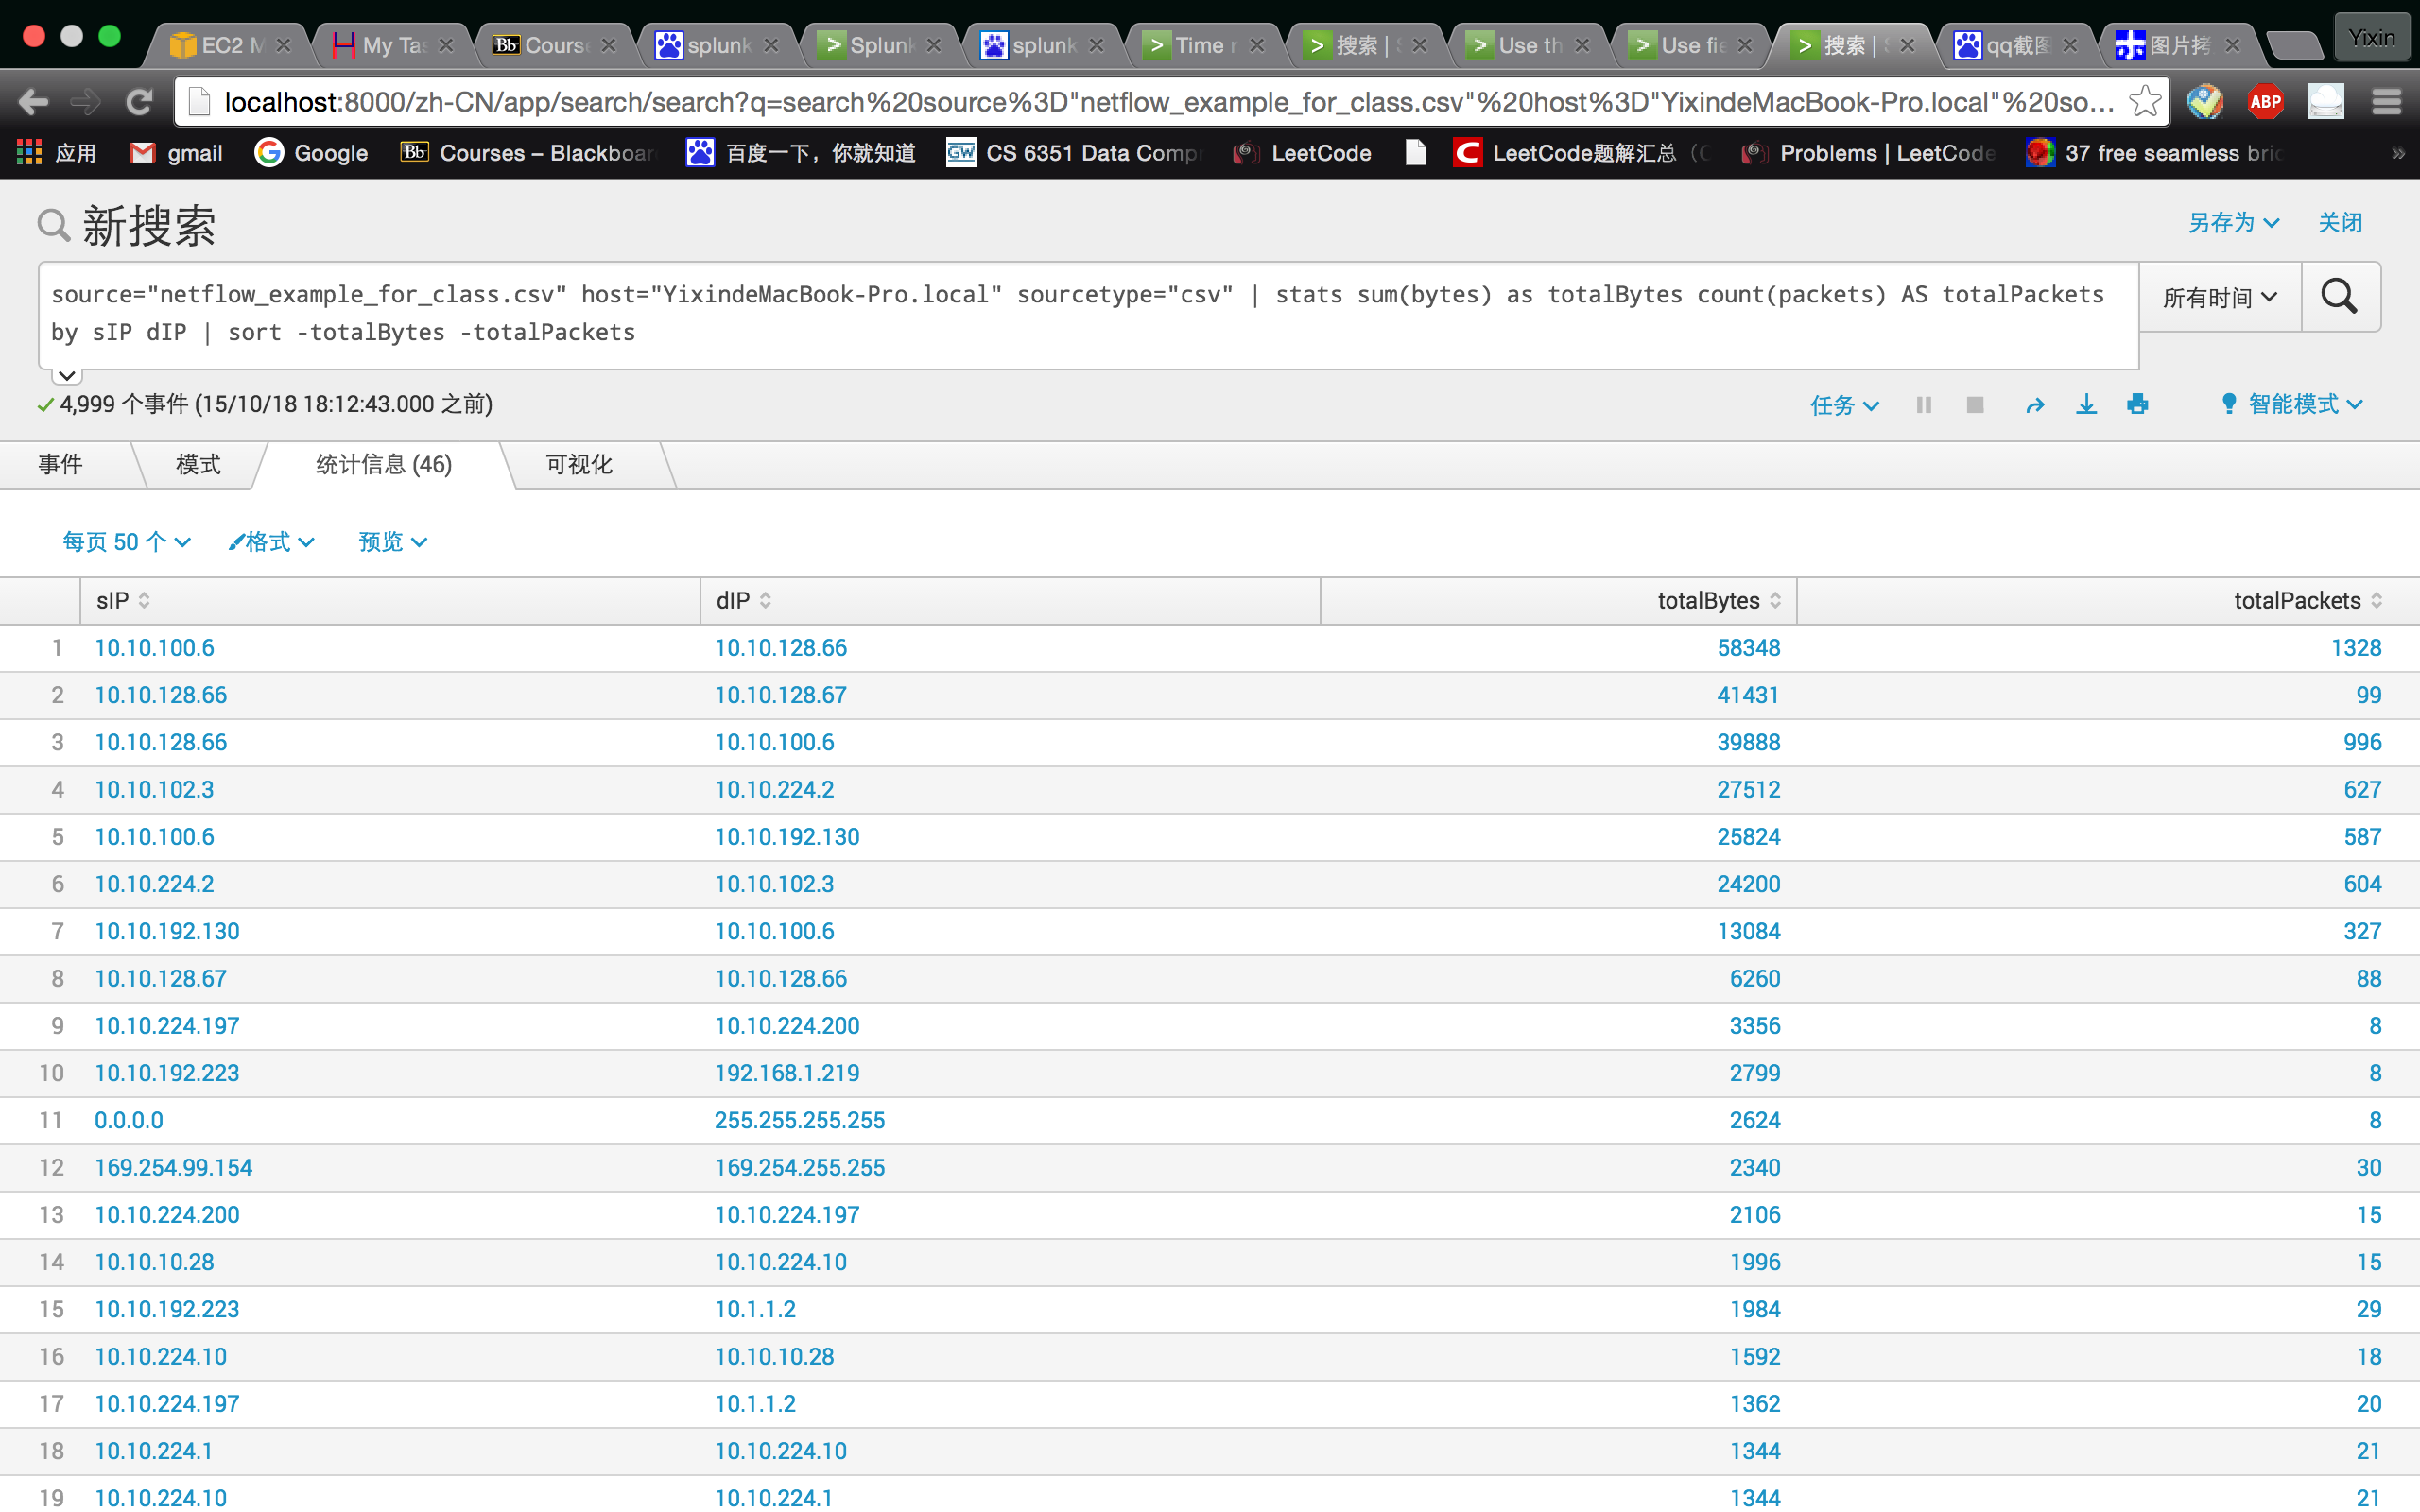 EC2 M
My Tas
Course
splunk
Splunk
splunk
Time r
搜索 |
Use th
Use fie
搜索 |
qq截图
图片拷
Yixin
localhost:8000/zh-CN/app/search/search?q=search%20source%3D"netflow_example_for_class.csv"%20host%3D"YixindeMacBook-Pro.local"%20so...
ABP
应用
gmail
Google
Bb Courses – Blackboar
百度一下，你就知道
GW CS 6351 Data Comp
LeetCode
C LeetCode题解汇总（C
Problems | LeetCode
37 free seamless bric
»
新搜索
另存为
关闭
source="netflow_example_for_class.csv" host="YixindeMacBook-Pro.local" sourcetype="csv" | stats sum(bytes) as totalBytes count(packets) AS totalPackets
by sIP dIP | sort -totalBytes -totalPackets
所有时间
4,999 个事件 (15/10/18 18:12:43.000 之前)
任务
智能模式
事件
模式
统计信息 (46)
可视化
每页 50 个
格式
预览
sIP dIP totalBytes totalPackets
1 10.10.100.6 10.10.128.66 58348 1328
2 10.10.128.66 10.10.128.67 41431 99
3 10.10.128.66 10.10.100.6 39888 996
4 10.10.102.3 10.10.224.2 27512 627
5 10.10.100.6 10.10.192.130 25824 587
6 10.10.224.2 10.10.102.3 24200 604
7 10.10.192.130 10.10.100.6 13084 327
8 10.10.128.67 10.10.128.66 6260 88
9 10.10.224.197 10.10.224.200 3356 8
10 10.10.192.223 192.168.1.219 2799 8
11 0.0.0.0 255.255.255.255 2624 8
12 169.254.99.154 169.254.255.255 2340 30
13 10.10.224.200 10.10.224.197 2106 15
14 10.10.10.28 10.10.224.10 1996 15
15 10.10.192.223 10.1.1.2 1984 29
16 10.10.224.10 10.10.10.28 1592 18
17 10.10.224.197 10.1.1.2 1362 20
18 10.10.224.1 10.10.224.10 1344 21
19 10.10.224.10 10.10.224.1 1344 21